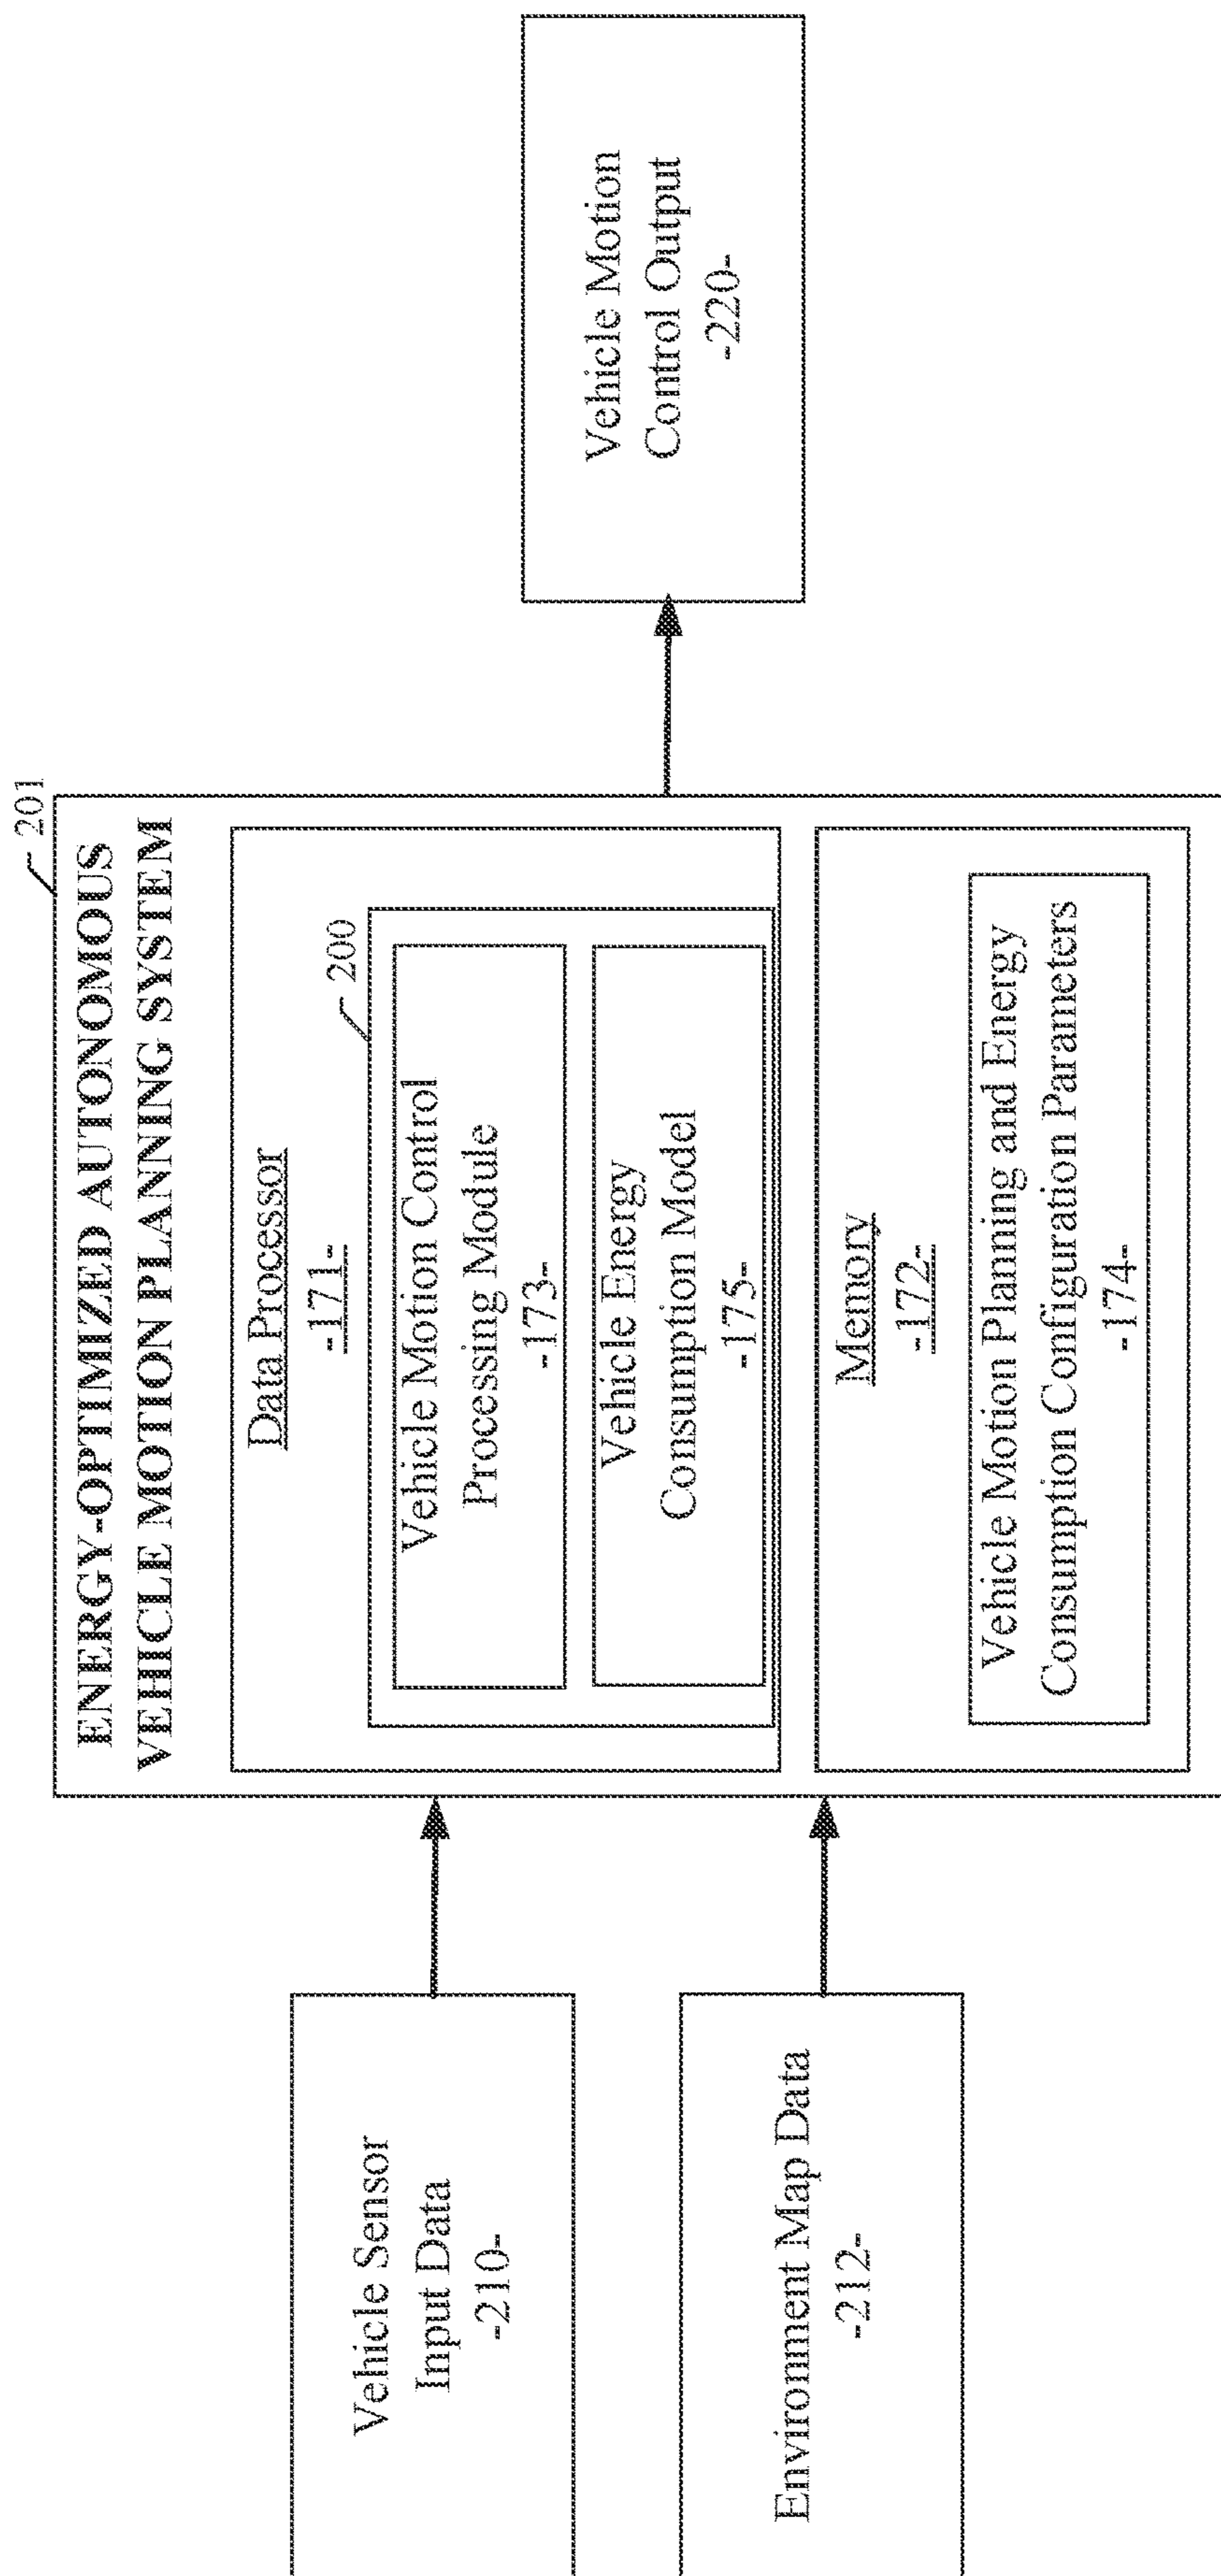 201
ENERGY-OPTIMIZED AUTONOMOUS
VEHICLE MOTION PLANNING SYSTEM
Vehicle Sensor
Input Data
-210-
Environment Map Data
-212-
Data Processor
-171-
200
Vehicle Motion Control
Processing Module
-173-
Vehicle Energy
Consumption Model
-175-
Memory
-172-
Vehicle Motion Planning and Energy
Consumption Configuration Parameters
-174-
Vehicle Motion
Control Output
-220-